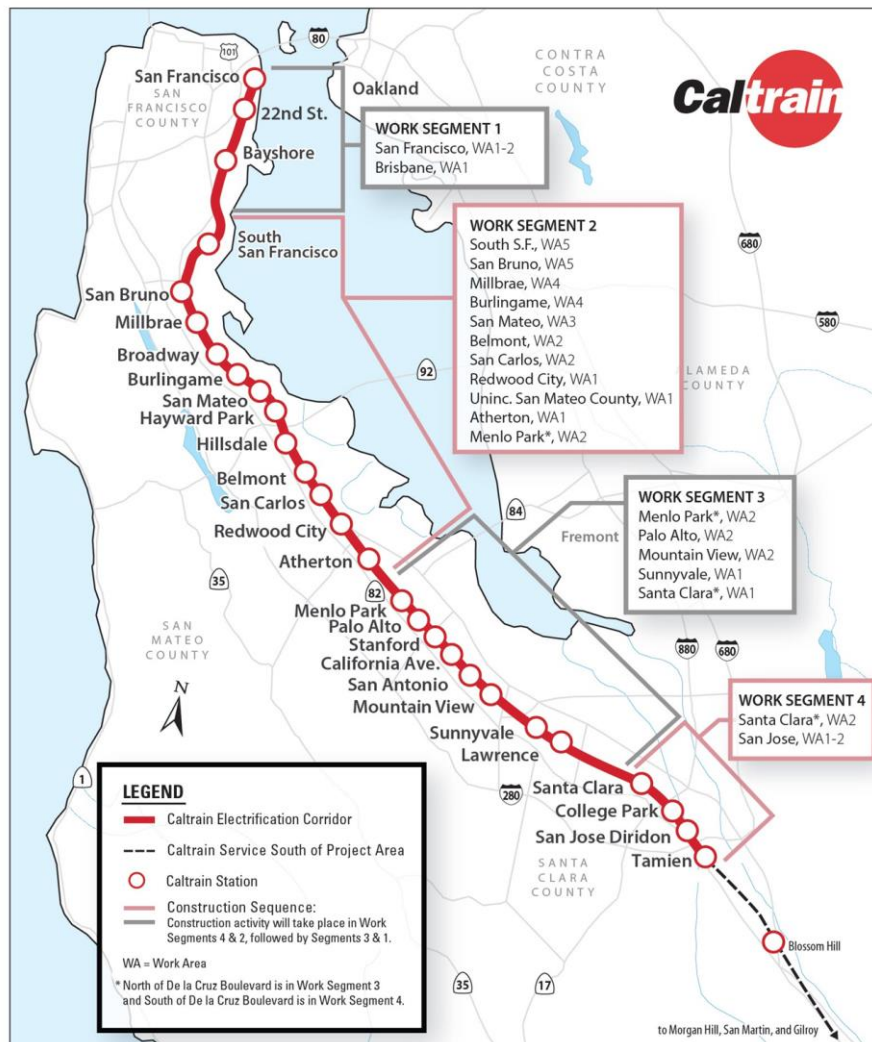 101
80
San Francisco
SAN
FRANCISCO
COUNTY
22nd St.
Bayshore
Oakland
CONTRA
COSTA
COUNTY
Caltrain
WORK SEGMENT 1
San Francisco, WA1-2
Brisbane, WA1
South
San Francisco
WORK SEGMENT 2
South S.F., WA5
San Bruno, WA5
Millbrae, WA4
Burlingame, WA4
San Mateo, WA3
Belmont, WA2
San Carlos, WA2
Redwood City, WA1
Uninc. San Mateo County, WA1
Atherton, WA1
Menlo Park*, WA2
680
580
92
ALAMEDA
COUNTY
San Bruno
Millbrae
Broadway
Burlingame
San Mateo
Hayward Park
Hillsdale
Belmont
San Carlos
Redwood City
Atherton
84
Fremont
WORK SEGMENT 3
Menlo Park*, WA2
Palo Alto, WA2
Mountain View, WA2
Sunnyvale, WA1
Santa Clara*, WA1
35
82
SAN
MATEO
COUNTY
N
Menlo Park
Palo Alto
Stanford
California Ave.
San Antonio
Mountain View
Sunnyvale
Lawrence
880
680
WORK SEGMENT 4
Santa Clara*, WA2
San Jose, WA1-2
1
280
Santa Clara
College Park
San Jose Diridon
Tamien
SANTA
CLARA
COUNTY
Blossom Hill
35
17
to Morgan Hill, San Martin, and Gilroy
LEGEND
Caltrain Electrification Corridor
Caltrain Service South of Project Area
Caltrain Station
Construction Sequence:
Construction activity will take place in Work
Segments 4 & 2, followed by Segments 3 & 1.
WA = Work Area
* North of De la Cruz Boulevard is in Work Segment 3
and South of De la Cruz Boulevard is in Work Segment 4.